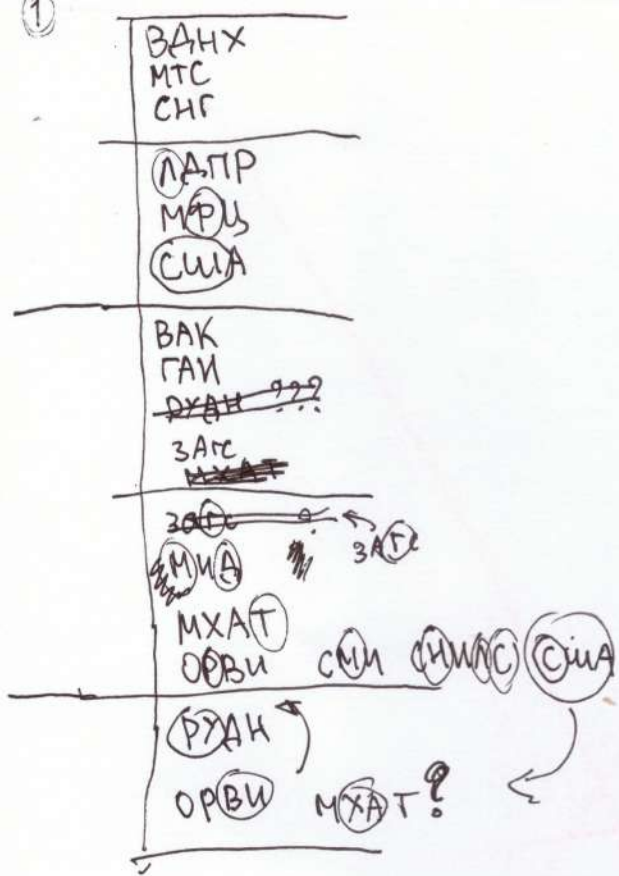 1
ВДНХ
МТС
СНГ
ЛДПР
МФЦ
США
ВАК
ГАИ
РУДН ???
ЗАГС
МХАТ
ЗАГС ?
ЗАГС
МИД
МХАТ
ОРВИ СМИ СНИЛС США
РУДН
ОРВИ МХАТ?